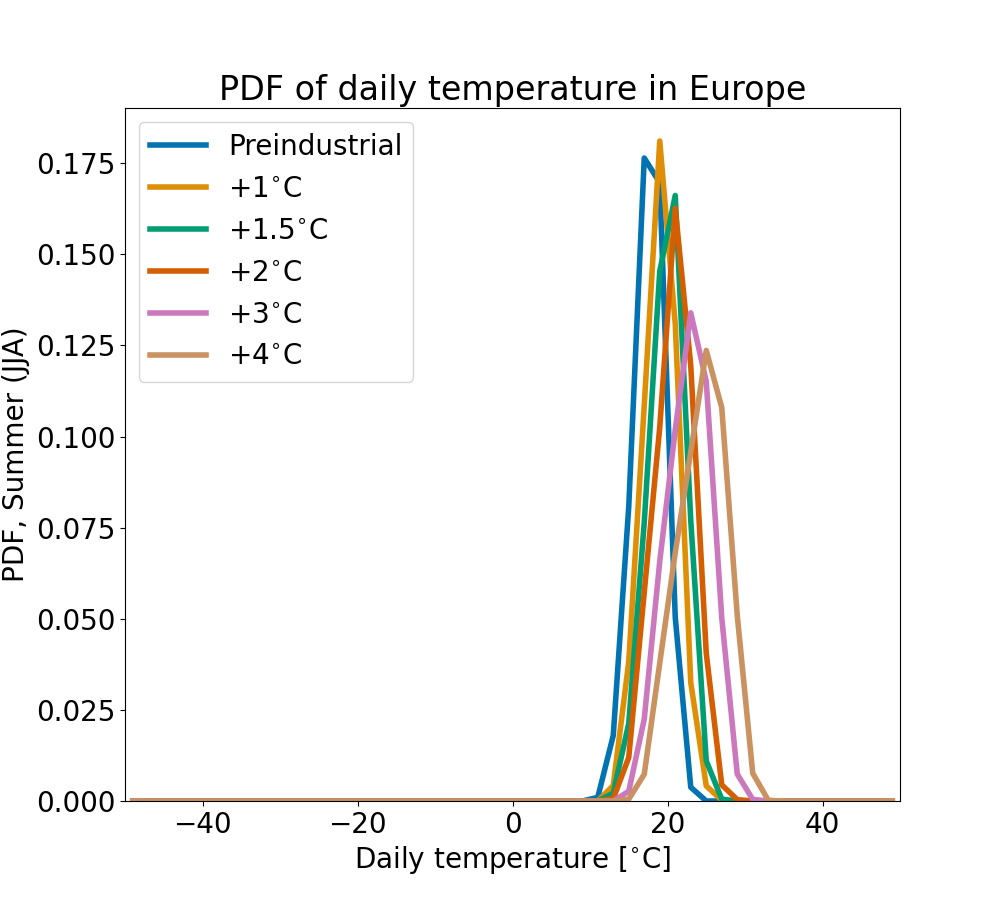 PDF of daily temperature in Europe
Preindustrial
+1°C
+1.5°C
+2°C
+3°C
+4°C
PDF, Summer (JJA)
0.175
0.150
0.125
0.100
0.075
0.050
0.025
0.000
−40
−20
0
20
40
Daily temperature [°C]